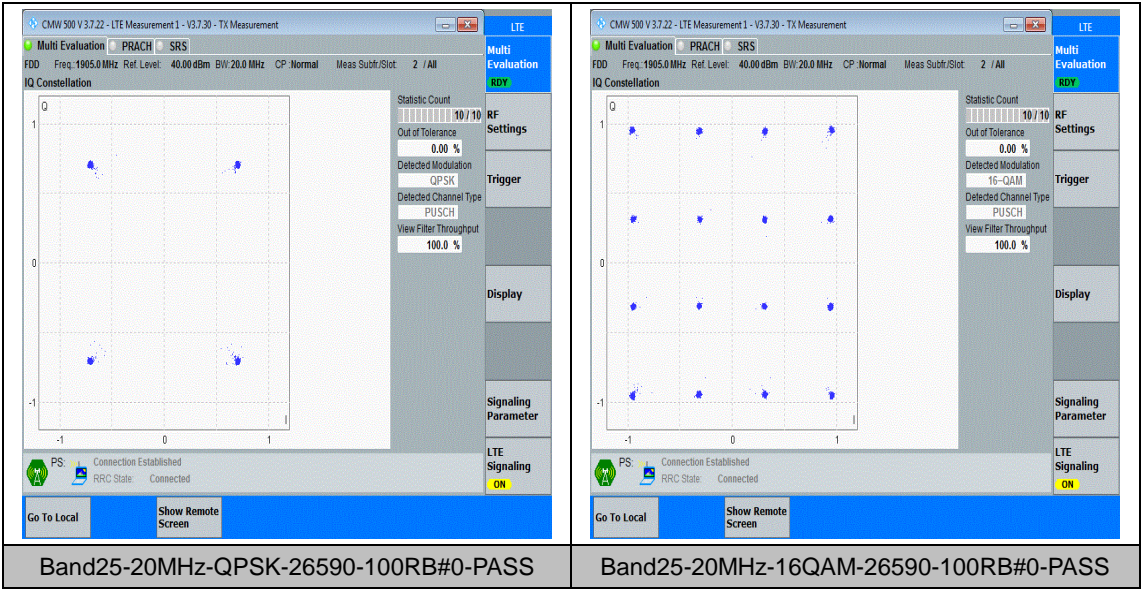 CMW 500 V 3.7.22 - LTE Measurement 1 - V3.7.30 - TX Measurement
LTE
Multi Evaluation PRACH SRS
Multi
Evaluation
RDY
FDD Freq.:1905.0 MHz Ref. Level: 40.00 dBm BW:20.0 MHz CP :Normal Meas Subfr./Slot: 2 / All
IQ Constellation
Q
1
0
-1
-1 0 1
I
Statistic Count
10 / 10
Out of Tolerance
0.00 %
Detected Modulation
QPSK
Detected Channel Type
PUSCH
View Filter Throughput
100.0 %
RF
Settings
Trigger
Display
Signaling
Parameter
LTE
Signaling
ON
PS: Connection Established
RRC State: Connected
Go To Local
Show Remote
Screen
Band25-20MHz-QPSK-26590-100RB#0-PASS
CMW 500 V 3.7.22 - LTE Measurement 1 - V3.7.30 - TX Measurement
LTE
Multi Evaluation PRACH SRS
Multi
Evaluation
RDY
FDD Freq.:1905.0 MHz Ref. Level: 40.00 dBm BW:20.0 MHz CP :Normal Meas Subfr./Slot: 2 / All
IQ Constellation
Q
1
0
-1
-1 0 1
I
Statistic Count
10 / 10
Out of Tolerance
0.00 %
Detected Modulation
16-QAM
Detected Channel Type
PUSCH
View Filter Throughput
100.0 %
RF
Settings
Trigger
Display
Signaling
Parameter
LTE
Signaling
ON
PS: Connection Established
RRC State: Connected
Go To Local
Show Remote
Screen
Band25-20MHz-16QAM-26590-100RB#0-PASS